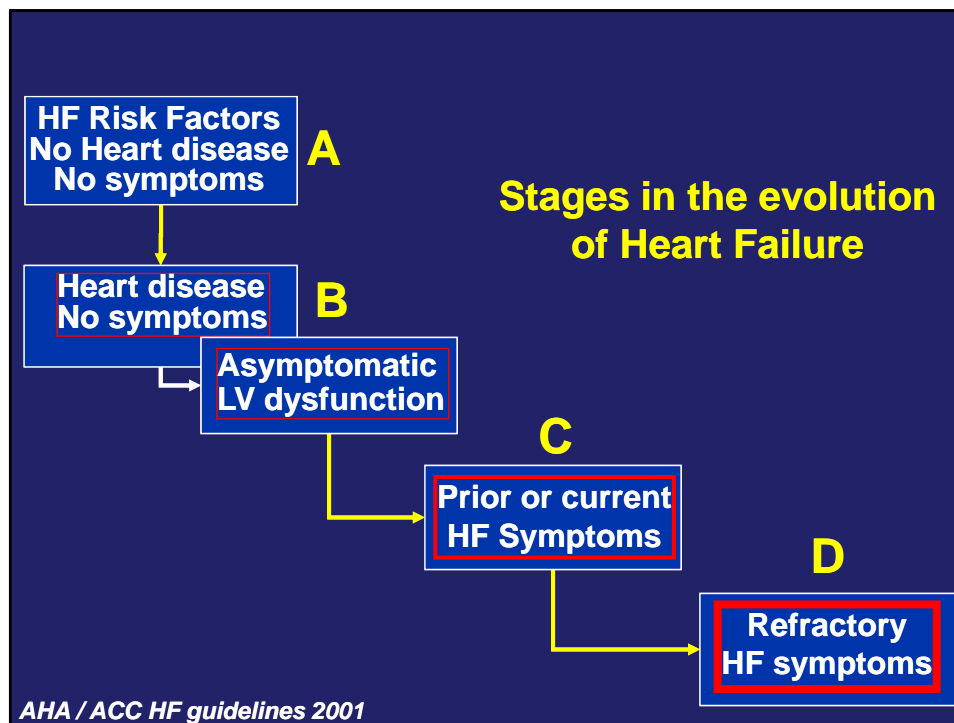 HF Risk Factors
No Heart disease
No symptoms
A
Stages in the evolution
of Heart Failure
Heart disease
No symptoms
B
Asymptomatic
LV dysfunction
C
Prior or current
HF Symptoms
D
Refractory
HF symptoms
AHA / ACC HF guidelines 2001